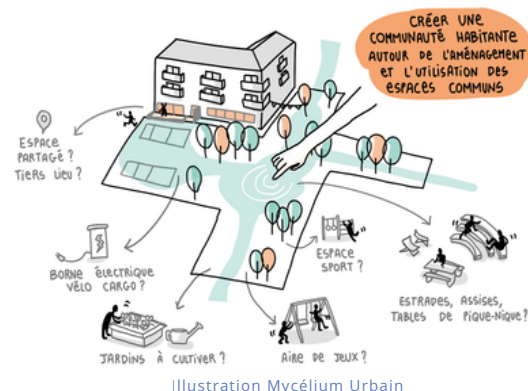 CRÉER UNE
COMMUNAUTÉ HABITANTE
AUTOUR DE L'AMÉNAGEMENT
ET L'UTILISATION DES
ESPACES COMMUNS
ESPACE
PARTAGÉ ?
TIERS LIEU ?
BORNE ÉLECTRIQUE
VÉLO CARGO ?
ESPACE
SPORT ?
ESTRADES, ASSISES,
TABLES DE PIQUE-NIQUE ?
JARDINS À CULTIVER ?
AIRE DE JEUX ?
Illustration Mycélium Urbain